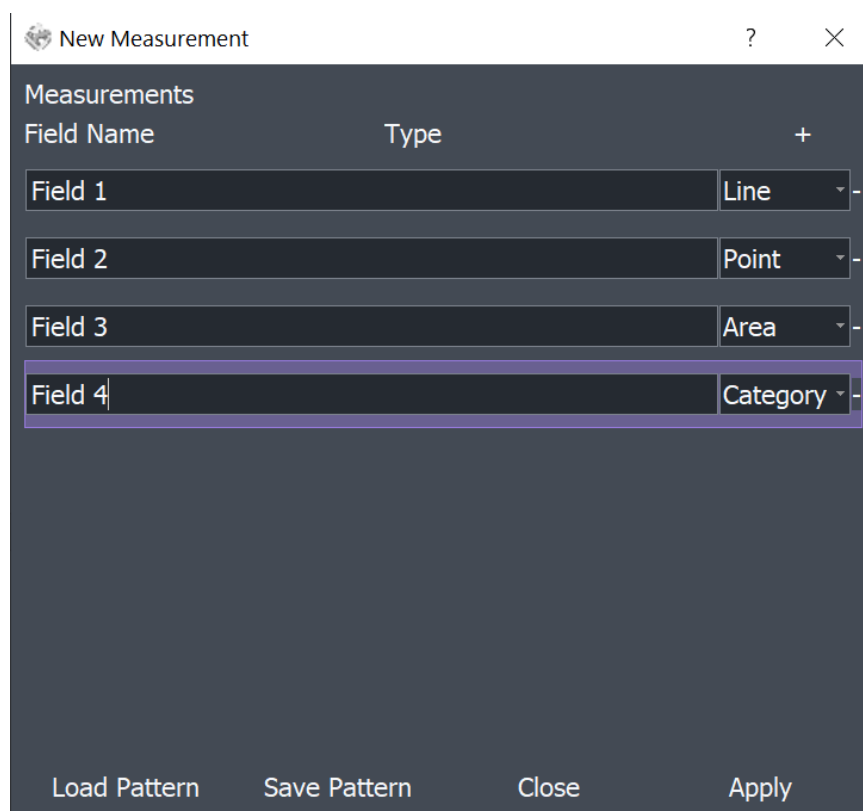 New Measurement ?
Measurements
Field Name Type +
Field 1 Line -
Field 2 Point -
Field 3 Area -
Field 4 Category -
Load Pattern Save Pattern Close Apply